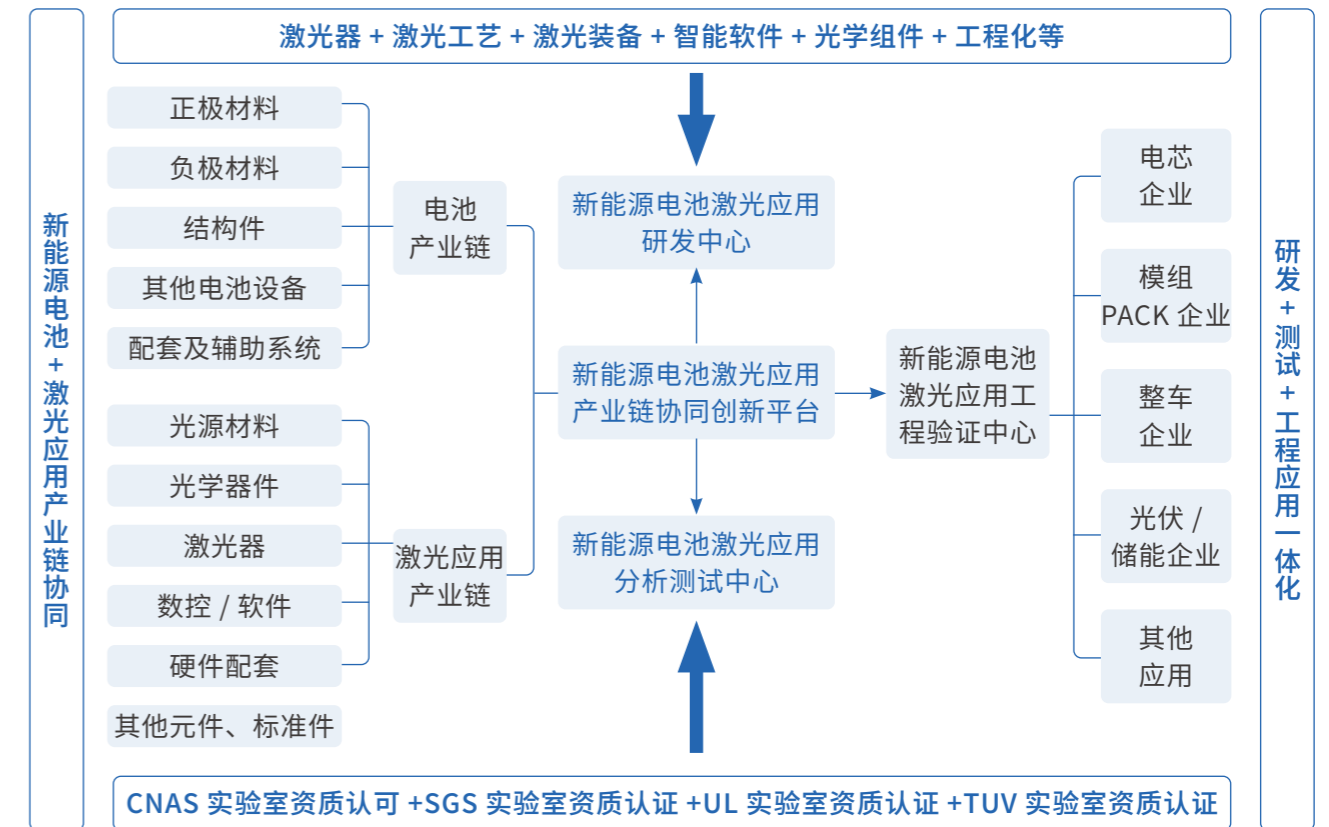 激光器 + 激光工艺 + 激光装备 + 智能软件 + 光学组件 + 工程化等
新能源电池+激光应用产业链协同
正极材料
负极材料
结构件
其他电池设备
配套及辅助系统
电池
产业链
光源材料
光学器件
激光器
数控 / 软件
硬件配套
其他元件、标准件
激光应用
产业链
新能源电池激光应用
研发中心
新能源电池激光应用
产业链协同创新平台
新能源电池激光应用
分析测试中心
新能源电池
激光应用工
程验证中心
电芯
企业
模组
PACK 企业
整车
企业
光伏 /
储能企业
其他
应用
研发+测试+工程应用一体化
CNAS 实验室资质认可 +SGS 实验室资质认证 +UL 实验室资质认证 +TUV 实验室资质认证